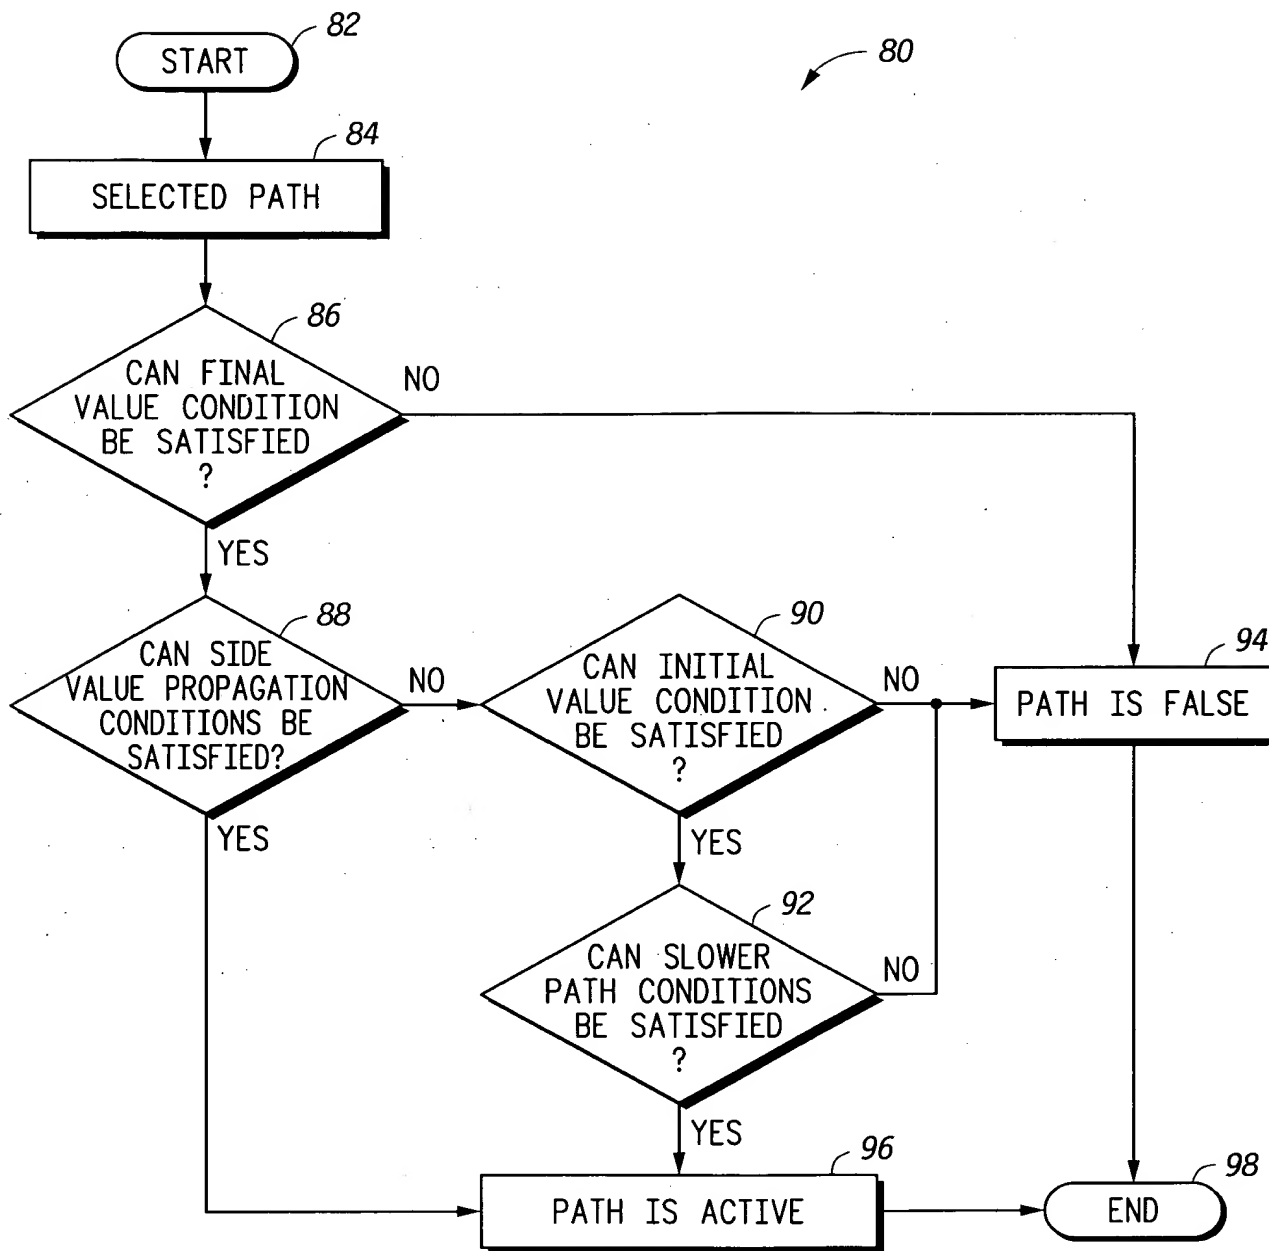 82
START
80
84
SELECTED PATH
86
CAN FINAL
VALUE CONDITION
BE SATISFIED
?
NO
YES
88
CAN SIDE
VALUE PROPAGATION
CONDITIONS BE
SATISFIED?
NO
YES
90
CAN INITIAL
VALUE CONDITION
BE SATISFIED
?
NO
YES
94
PATH IS FALSE
92
CAN SLOWER
PATH CONDITIONS
BE SATISFIED
?
NO
YES
96
PATH IS ACTIVE
98
END